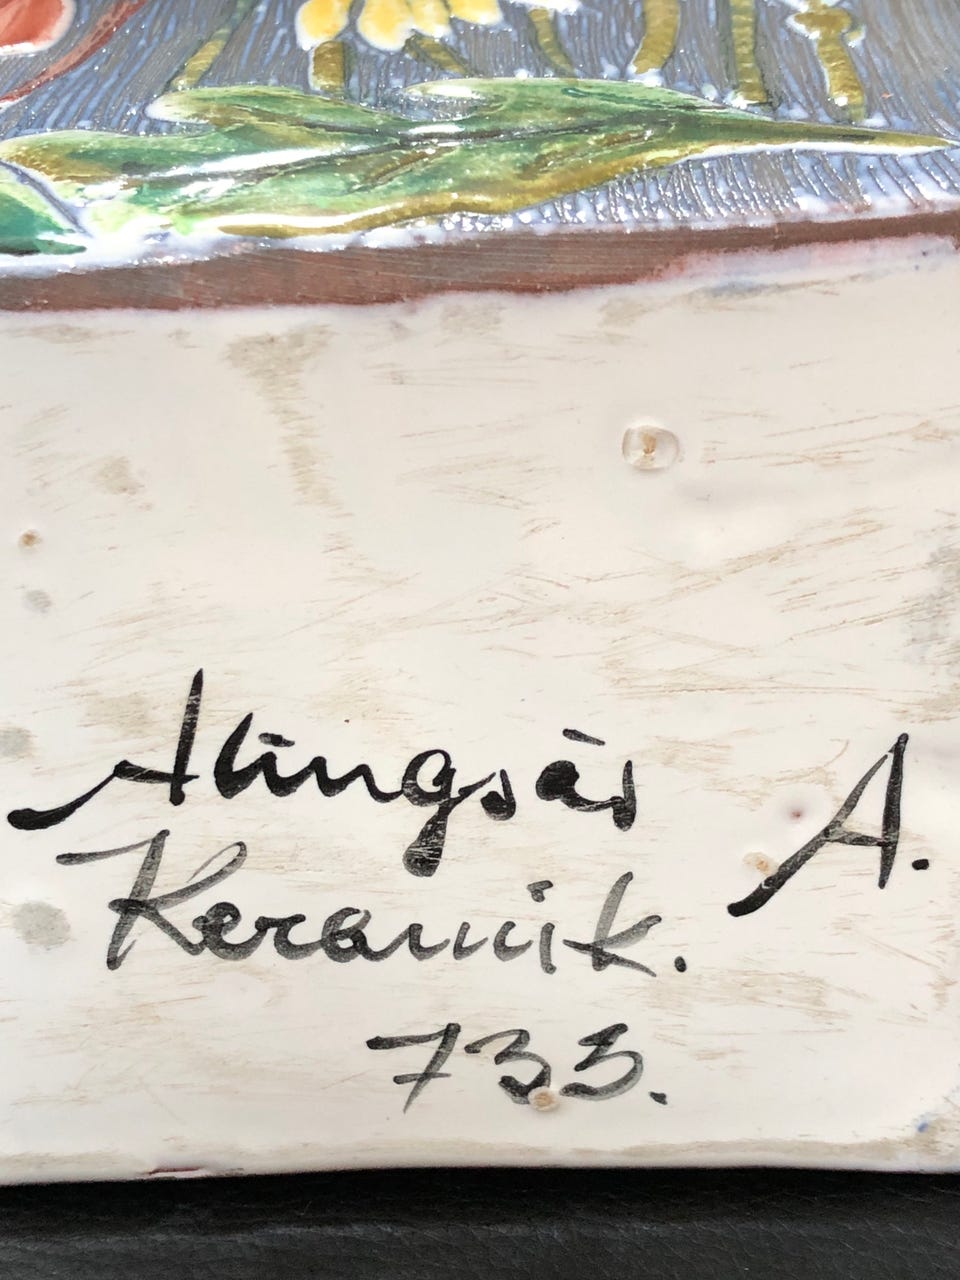 Alingsås
Keramik.
A.
733.